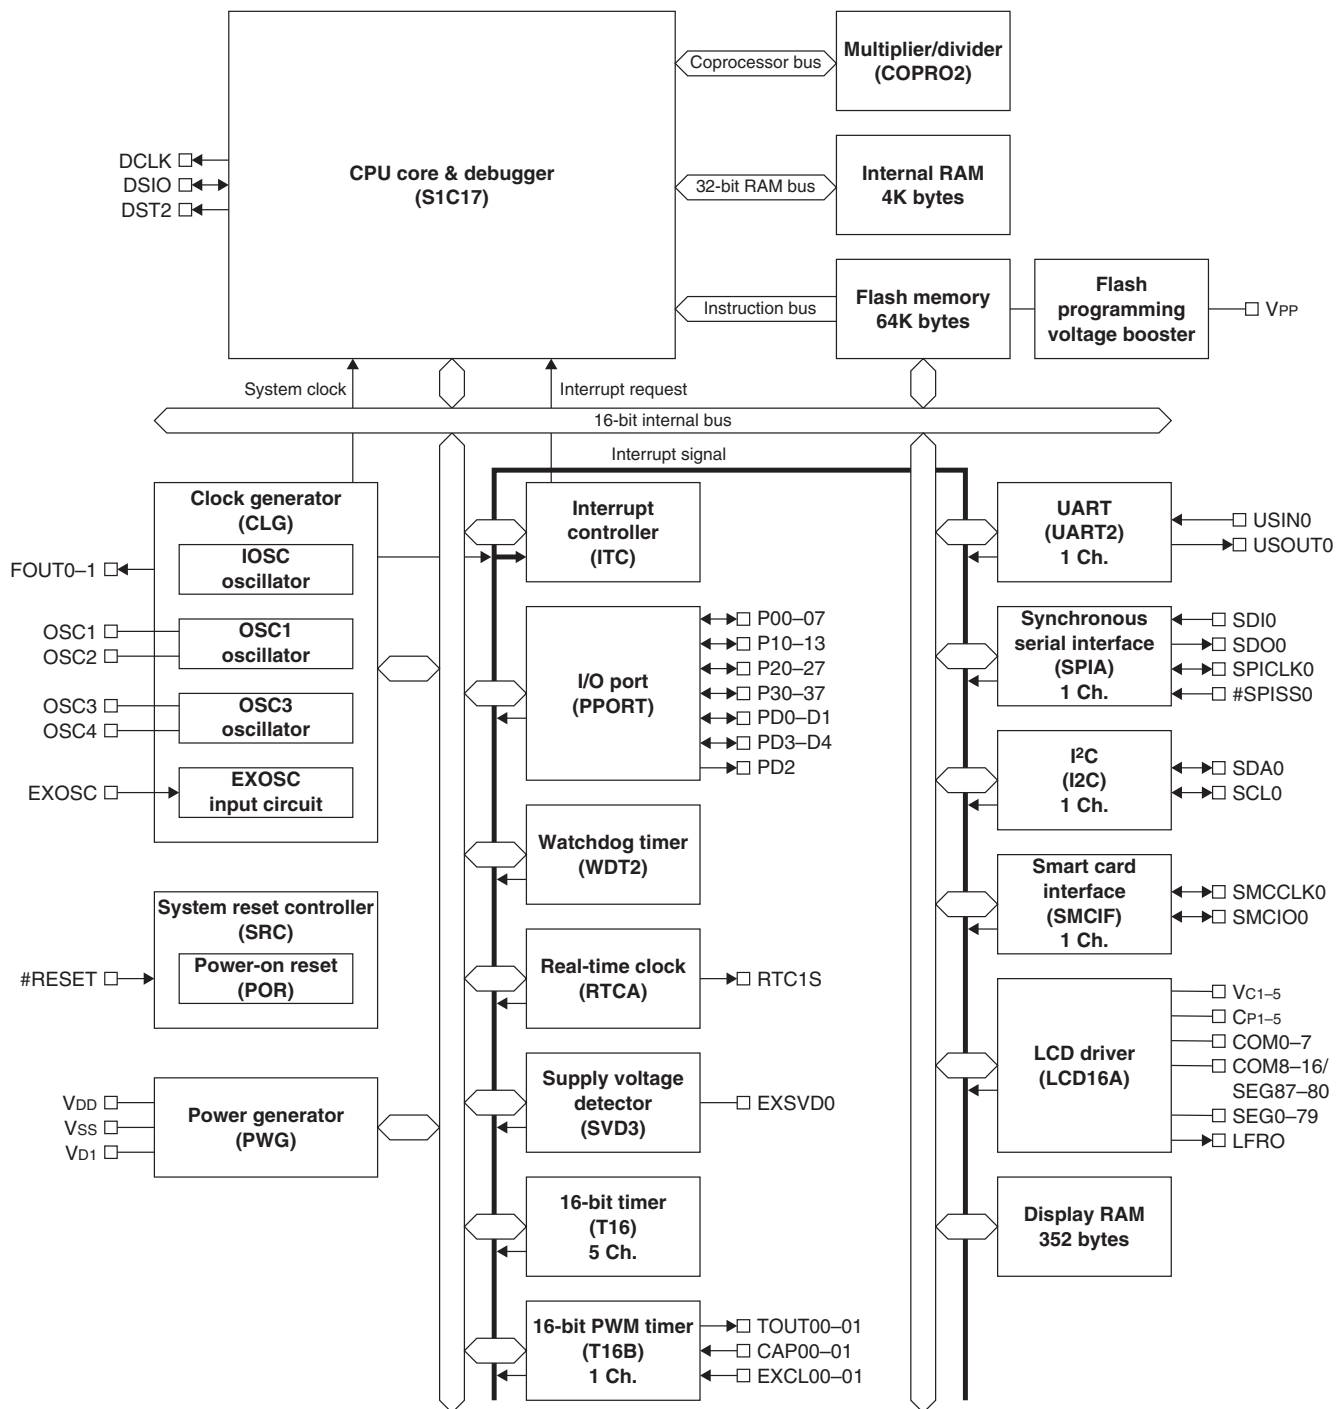 CPU core & debugger
(S1C17)
DCLK
DSIO
DST2
Coprocessor bus
Multiplier/divider
(COPRO2)
32-bit RAM bus
Internal RAM
4K bytes
Instruction bus
Flash memory
64K bytes
Flash
programming
voltage booster
VPP
System clock
Interrupt request
16-bit internal bus
Interrupt signal
Clock generator
(CLG)
IOSC
oscillator
OSC1
oscillator
OSC3
oscillator
EXOSC
input circuit
FOUT0–1
OSC1
OSC2
OSC3
OSC4
EXOSC
System reset controller
(SRC)
Power-on reset
(POR)
#RESET
Power generator
(PWG)
VDD
VSS
VD1
Interrupt
controller
(ITC)
I/O port
(PPORT)
P00–07
P10–13
P20–27
P30–37
PD0–D1
PD3–D4
PD2
Watchdog timer
(WDT2)
Real-time clock
(RTCA)
RTC1S
Supply voltage
detector
(SVD3)
EXSVD0
16-bit timer
(T16)
5 Ch.
16-bit PWM timer
(T16B)
1 Ch.
TOUT00–01
CAP00–01
EXCL00–01
UART
(UART2)
1 Ch.
USIN0
USOUT0
Synchronous
serial interface
(SPIA)
1 Ch.
SDI0
SDO0
SPICLK0
#SPISS0
I²C
(I2C)
1 Ch.
SDA0
SCL0
Smart card
interface
(SMCIF)
1 Ch.
SMCCLK0
SMCIO0
LCD driver
(LCD16A)
VC1–5
CP1–5
COM0–7
COM8–16/
SEG87–80
SEG0–79
LFRO
Display RAM
352 bytes